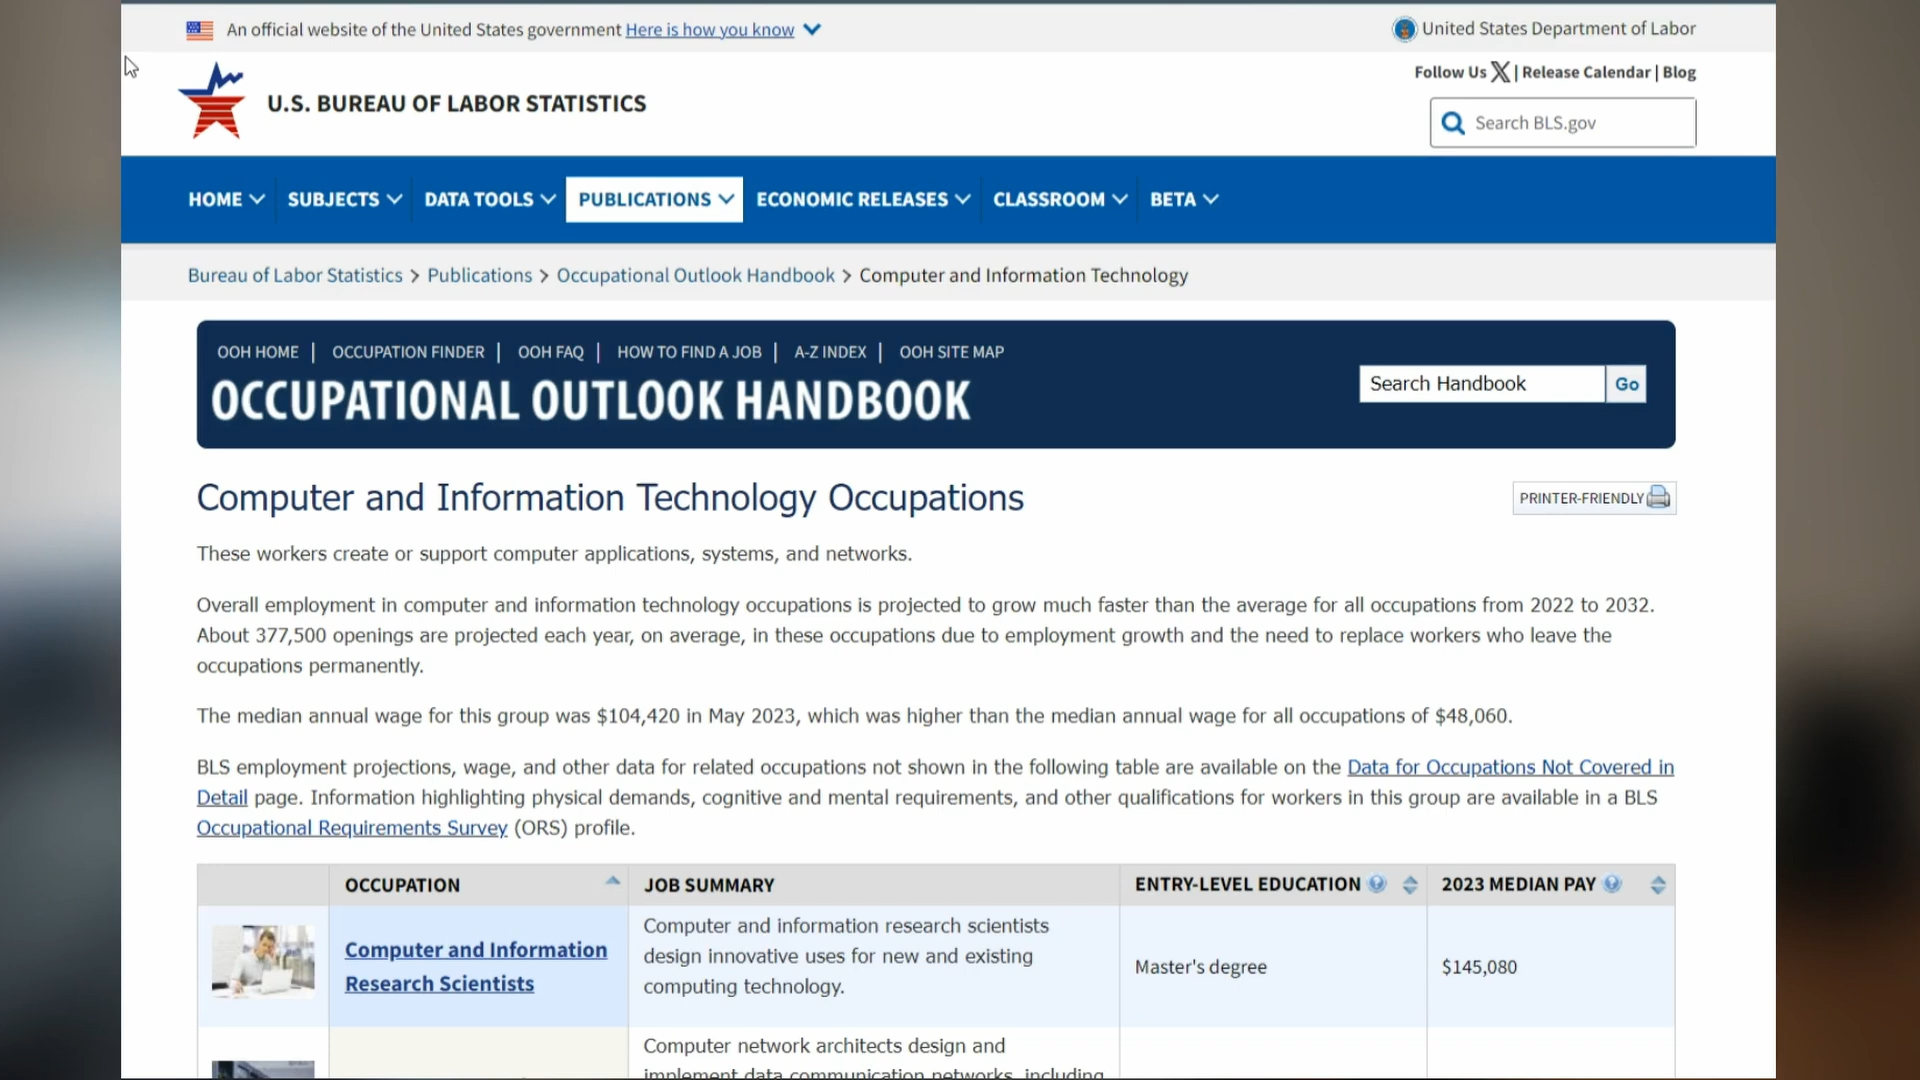 An official website of the United States government Here is how you know
United States Department of Labor
Follow Us X | Release Calendar | Blog
U.S. BUREAU OF LABOR STATISTICS
Search BLS.gov
HOME SUBJECTS DATA TOOLS PUBLICATIONS ECONOMIC RELEASES CLASSROOM BETA
Bureau of Labor Statistics > Publications > Occupational Outlook Handbook > Computer and Information Technology
OOH HOME | OCCUPATION FINDER | OOH FAQ | HOW TO FIND A JOB | A-Z INDEX | OOH SITE MAP
OCCUPATIONAL OUTLOOK HANDBOOK
Search Handbook Go
Computer and Information Technology Occupations
PRINTER-FRIENDLY
These workers create or support computer applications, systems, and networks.
Overall employment in computer and information technology occupations is projected to grow much faster than the average for all occupations from 2022 to 2032.
About 377,500 openings are projected each year, on average, in these occupations due to employment growth and the need to replace workers who leave the
occupations permanently.
The median annual wage for this group was $104,420 in May 2023, which was higher than the median annual wage for all occupations of $48,060.
BLS employment projections, wage, and other data for related occupations not shown in the following table are available on the Data for Occupations Not Covered in
Detail page. Information highlighting physical demands, cognitive and mental requirements, and other qualifications for workers in this group are available in a BLS
Occupational Requirements Survey (ORS) profile.
OCCUPATION JOB SUMMARY ENTRY-LEVEL EDUCATION ? 2023 MEDIAN PAY ?
Computer and Information
Research Scientists
Computer and information research scientists
design innovative uses for new and existing
computing technology.
Master's degree
$145,080
Computer network architects design and
implement data communication networks, including